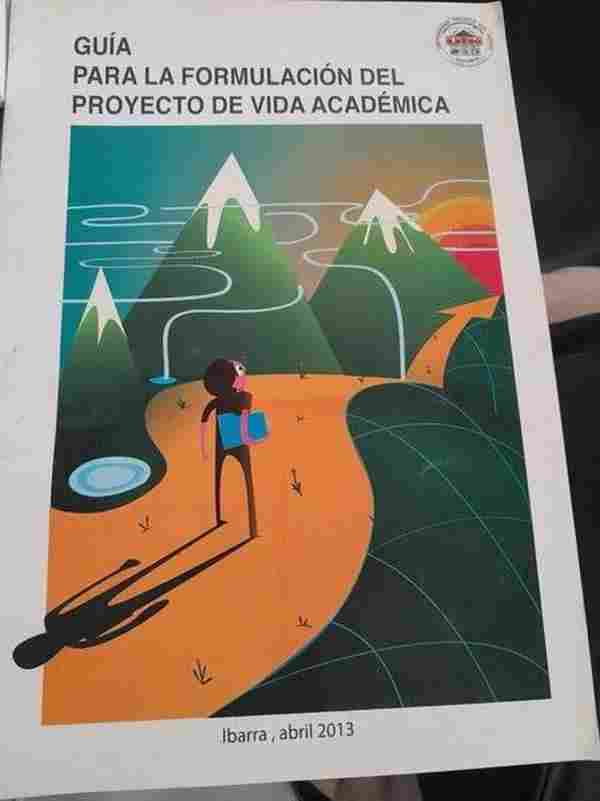 GUÍA
PARA LA FORMULACIÓN DEL
PROYECTO DE VIDA ACADÉMICA
Ibarra , abril 2013